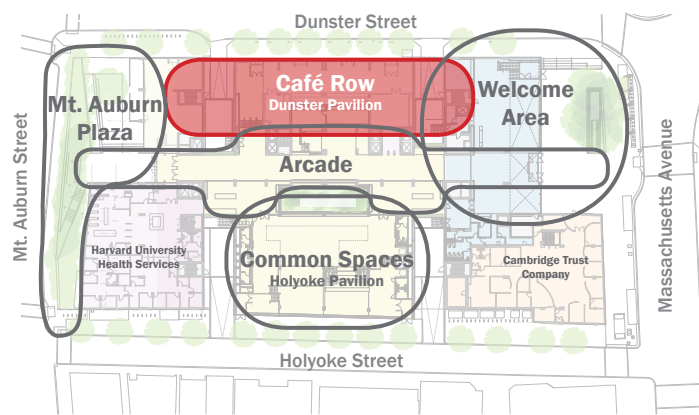 Dunster Street
Café Row
Dunster Pavilion
Welcome
Area
Mt. Auburn
Plaza
Mt. Auburn Street
Arcade
Massachusetts Avenue
Harvard University
Health Services
Common Spaces
Holyoke Pavilion
Cambridge Trust
Company
Holyoke Street